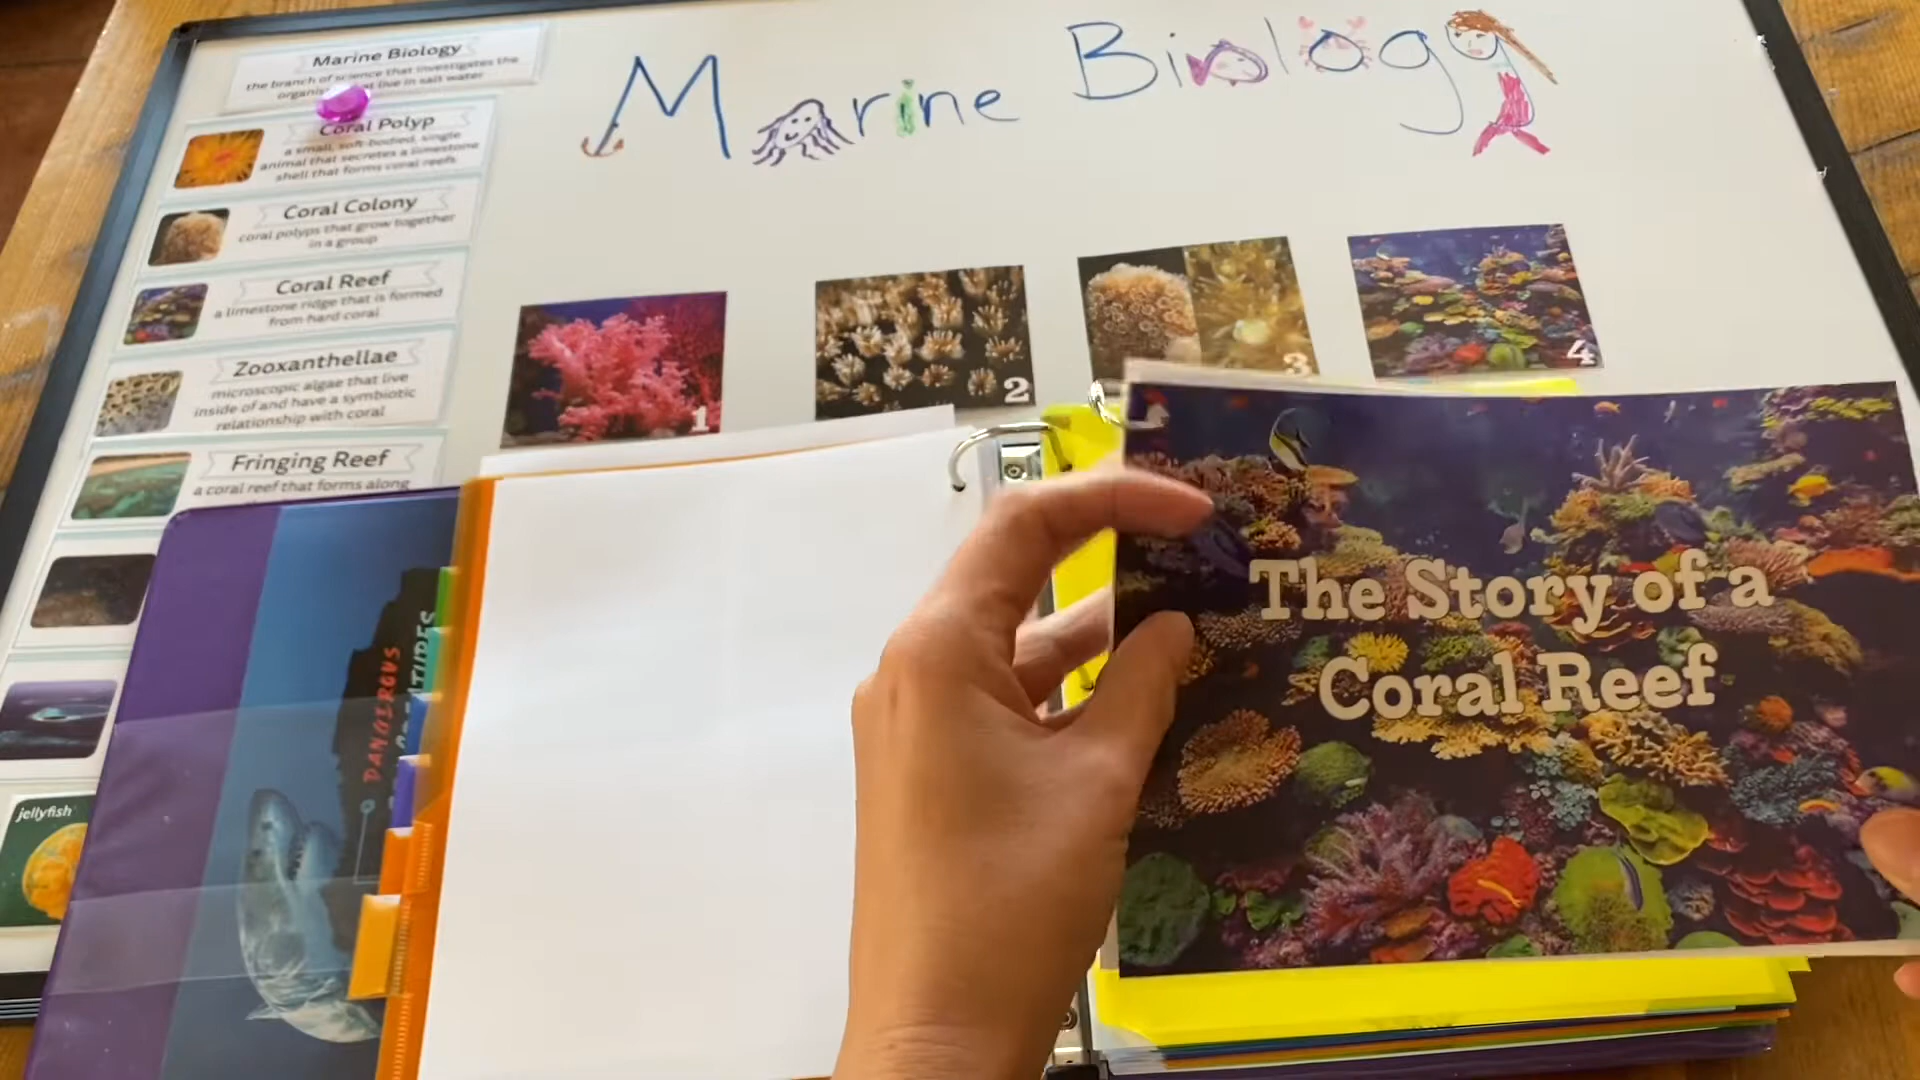 Marine Biology
Marine Biology
the branch of science that investigates the
live in salt water
Coral Polyp
a small, soft-bodied, single
animal that secretes a limestone
shell that forms coral reefs
Coral Colony
coral polyps that grow together
in a group
Coral Reef
a limestone ridge that is formed
from hard coral
Zooxanthellae
microscopic algae that live
inside of and have a symbiotic
relationship with coral
Fringing Reef
a coral reef that forms along
jellyfish
1
2
3
4
DANGEROUS
The Story of a
Coral Reef